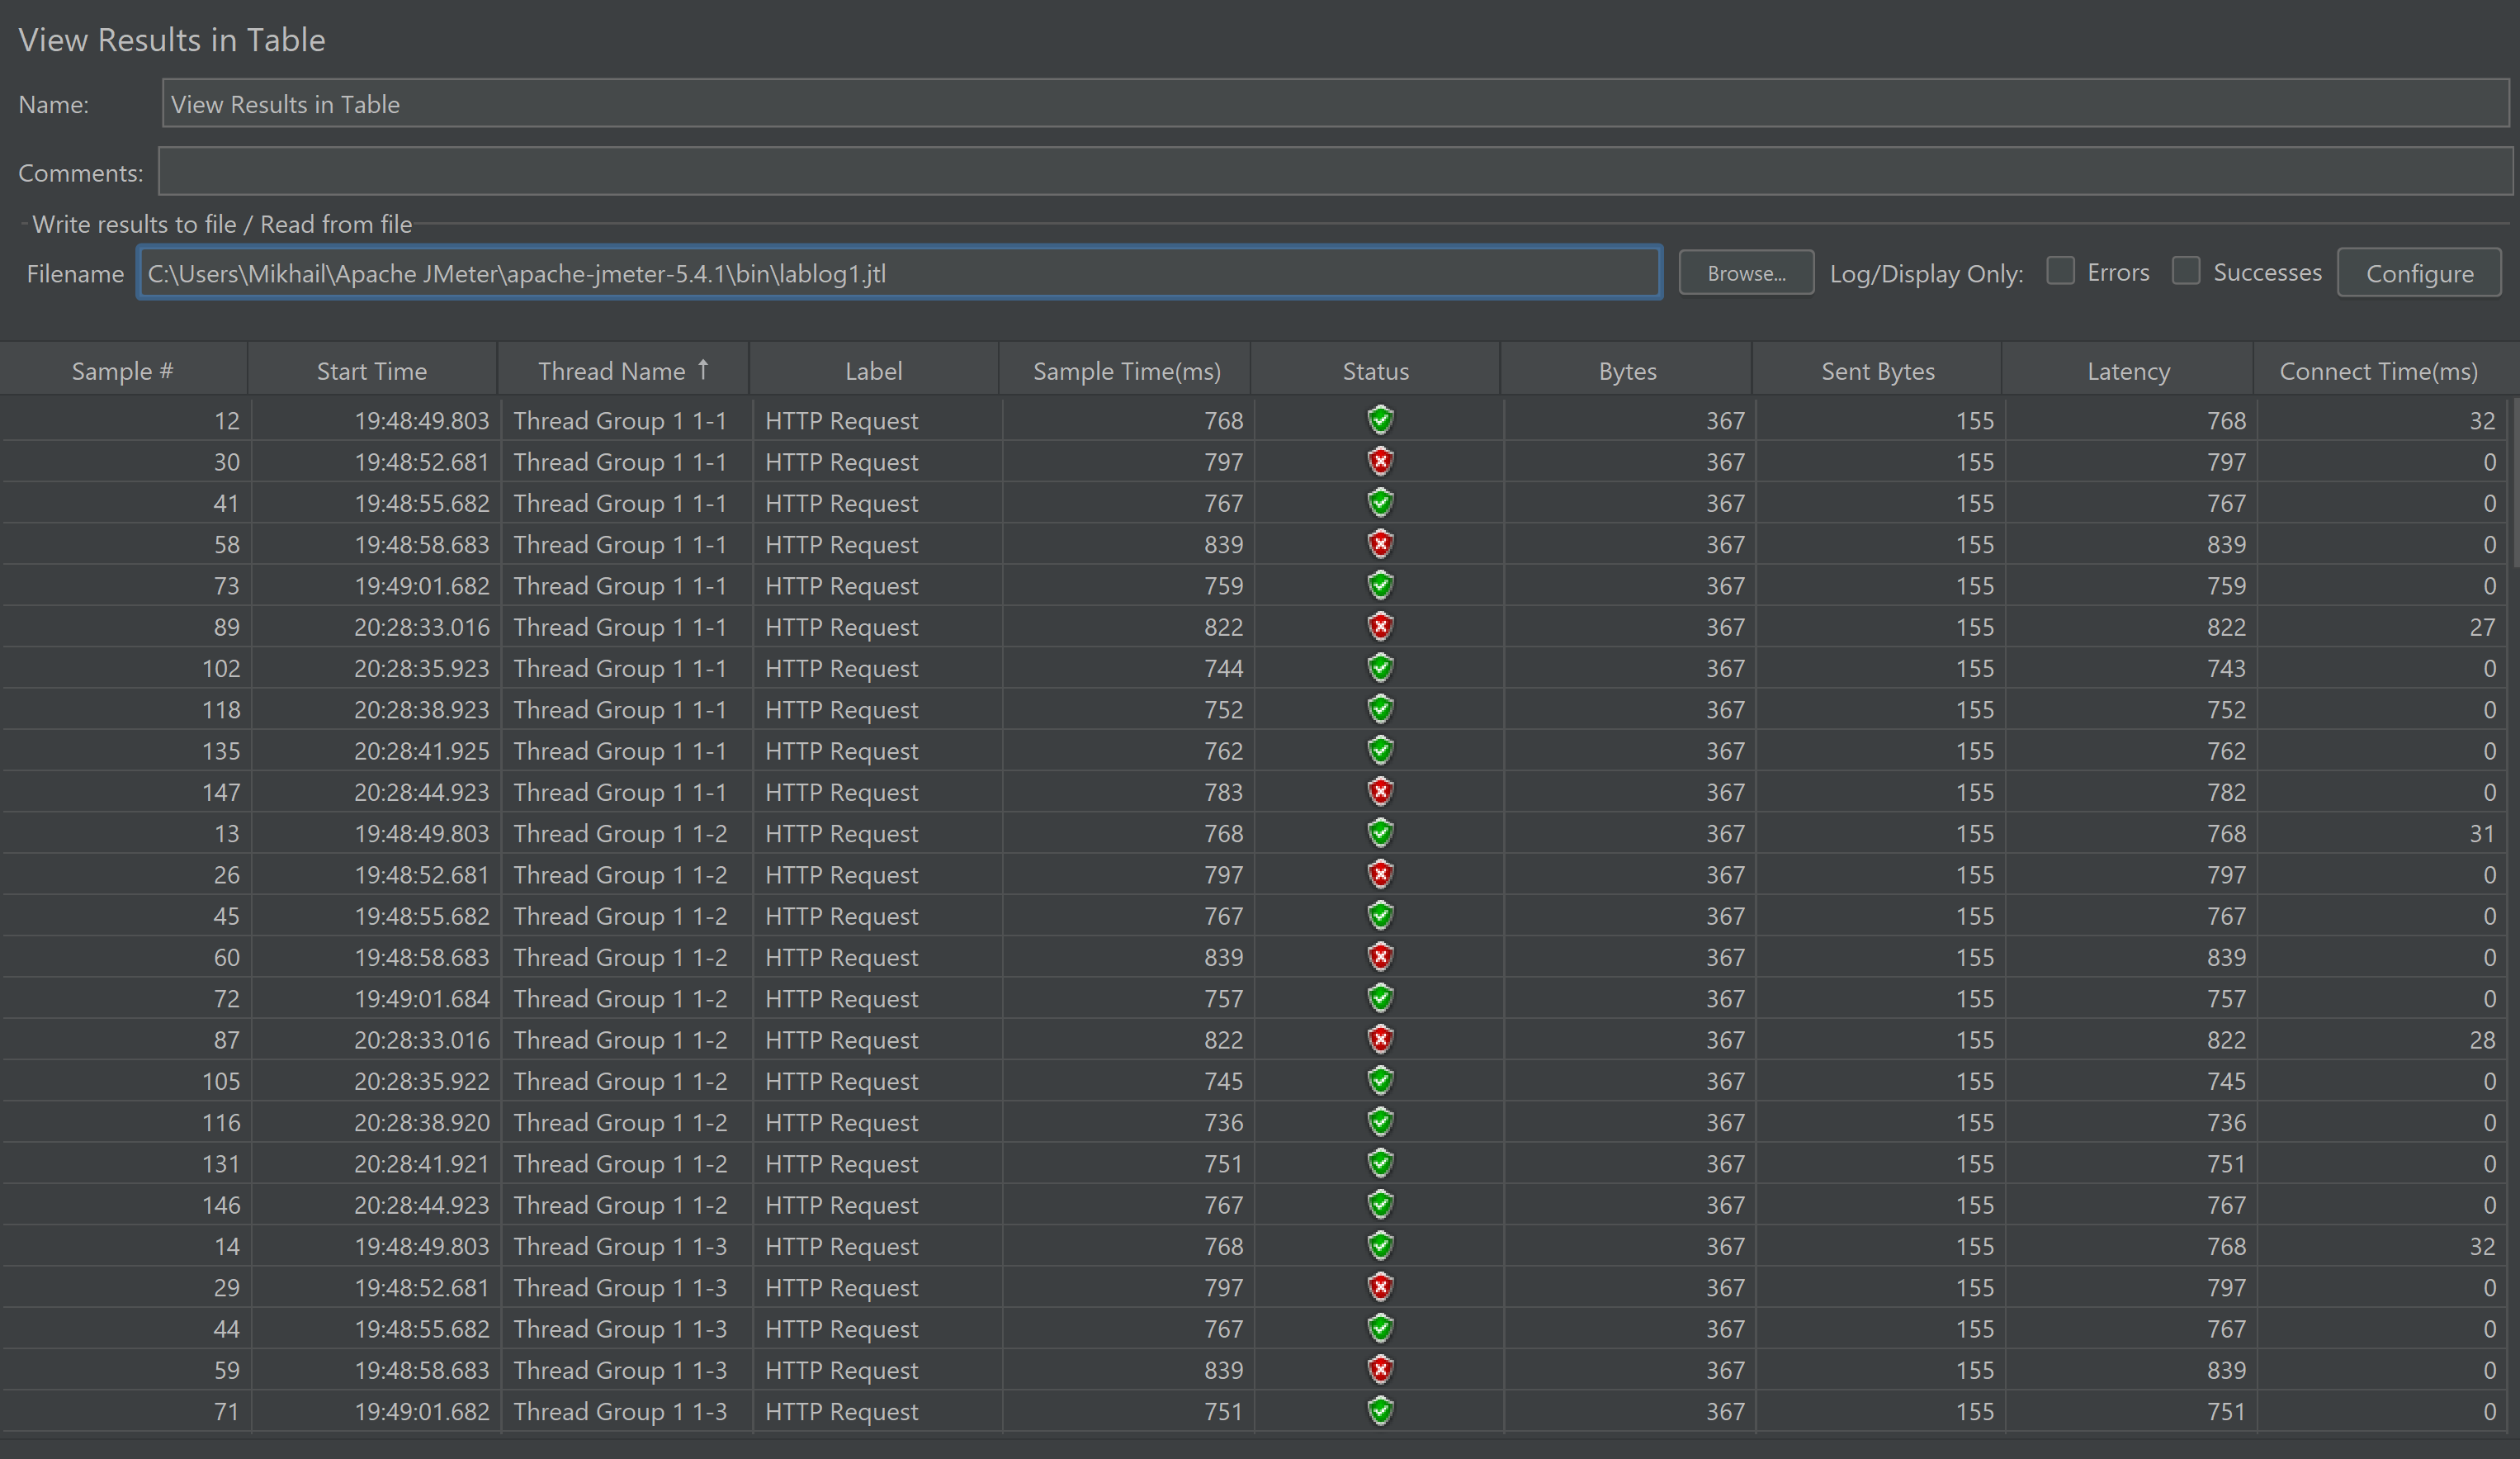 View Results in Table
Name: View Results in Table
Comments:
Write results to file / Read from file
Filename C:\Users\Mikhail\Apache JMeter\apache-jmeter-5.4.1\bin\lablog1.jtl Browse... Log/Display Only: Errors Successes Configure
Sample # Start Time Thread Name ↑ Label Sample Time(ms) Status Bytes Sent Bytes Latency Connect Time(ms)
12 19:48:49.803 Thread Group 1 1-1 HTTP Request 768 367 155 768 32
30 19:48:52.681 Thread Group 1 1-1 HTTP Request 797 367 155 797 0
41 19:48:55.682 Thread Group 1 1-1 HTTP Request 767 367 155 767 0
58 19:48:58.683 Thread Group 1 1-1 HTTP Request 839 367 155 839 0
73 19:49:01.682 Thread Group 1 1-1 HTTP Request 759 367 155 759 0
89 20:28:33.016 Thread Group 1 1-1 HTTP Request 822 367 155 822 27
102 20:28:35.923 Thread Group 1 1-1 HTTP Request 744 367 155 743 0
118 20:28:38.923 Thread Group 1 1-1 HTTP Request 752 367 155 752 0
135 20:28:41.925 Thread Group 1 1-1 HTTP Request 762 367 155 762 0
147 20:28:44.923 Thread Group 1 1-1 HTTP Request 783 367 155 782 0
13 19:48:49.803 Thread Group 1 1-2 HTTP Request 768 367 155 768 31
26 19:48:52.681 Thread Group 1 1-2 HTTP Request 797 367 155 797 0
45 19:48:55.682 Thread Group 1 1-2 HTTP Request 767 367 155 767 0
60 19:48:58.683 Thread Group 1 1-2 HTTP Request 839 367 155 839 0
72 19:49:01.684 Thread Group 1 1-2 HTTP Request 757 367 155 757 0
87 20:28:33.016 Thread Group 1 1-2 HTTP Request 822 367 155 822 28
105 20:28:35.922 Thread Group 1 1-2 HTTP Request 745 367 155 745 0
116 20:28:38.920 Thread Group 1 1-2 HTTP Request 736 367 155 736 0
131 20:28:41.921 Thread Group 1 1-2 HTTP Request 751 367 155 751 0
146 20:28:44.923 Thread Group 1 1-2 HTTP Request 767 367 155 767 0
14 19:48:49.803 Thread Group 1 1-3 HTTP Request 768 367 155 768 32
29 19:48:52.681 Thread Group 1 1-3 HTTP Request 797 367 155 797 0
44 19:48:55.682 Thread Group 1 1-3 HTTP Request 767 367 155 767 0
59 19:48:58.683 Thread Group 1 1-3 HTTP Request 839 367 155 839 0
71 19:49:01.682 Thread Group 1 1-3 HTTP Request 751 367 155 751 0